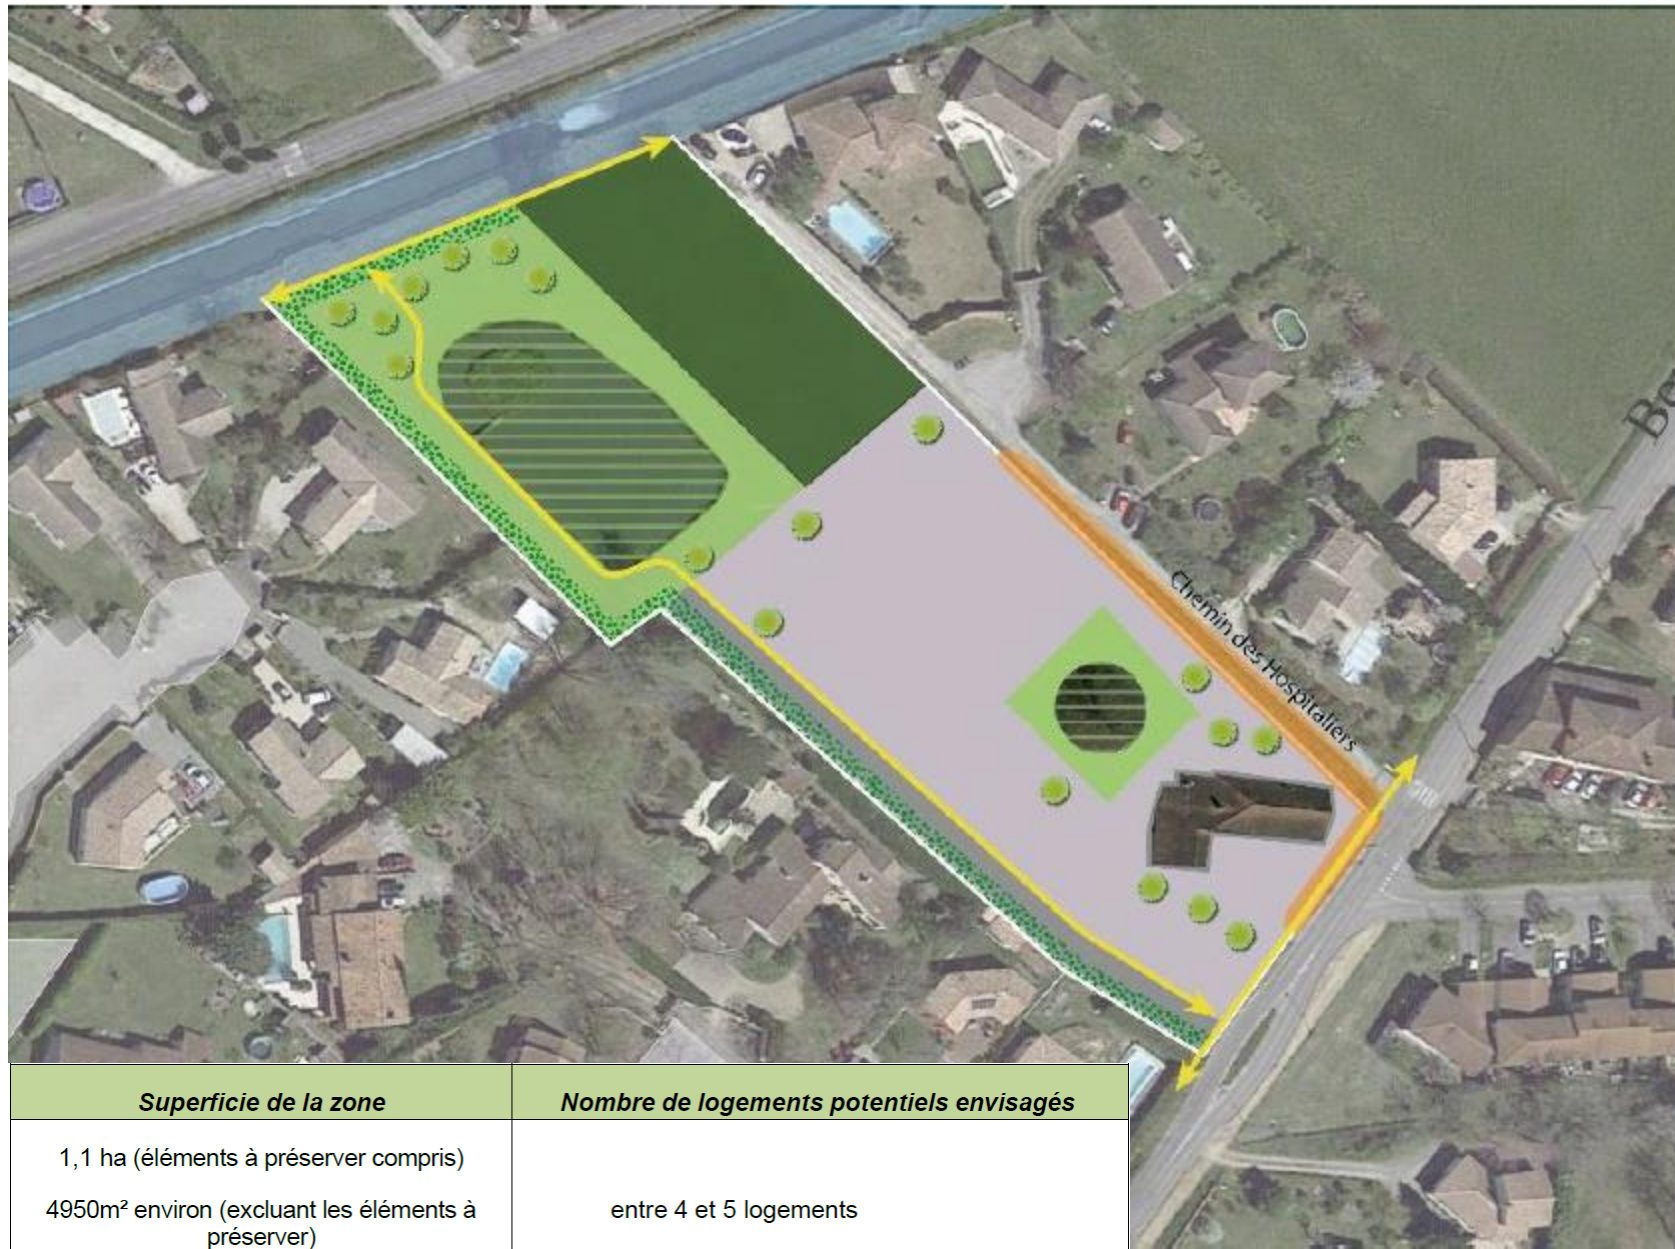 Chemin des Hospitaliers
Superficie de la zone
Nombre de logements potentiels envisagés
1,1 ha (éléments à préserver compris)
4950m² environ (excluant les éléments à
préserver)
entre 4 et 5 logements